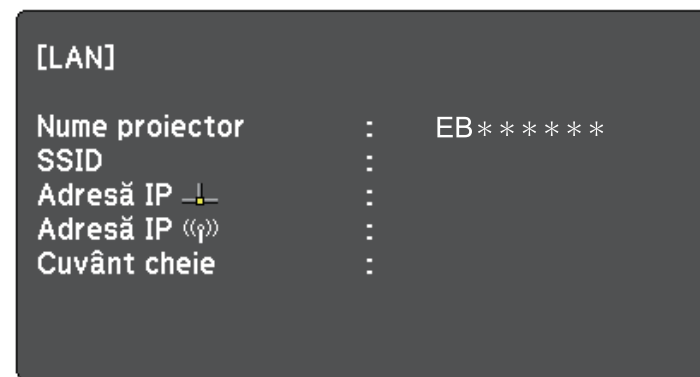 [LAN]
Nume proiector : EB******
SSID :
Adresă IP :
Adresă IP :
Cuvânt cheie :